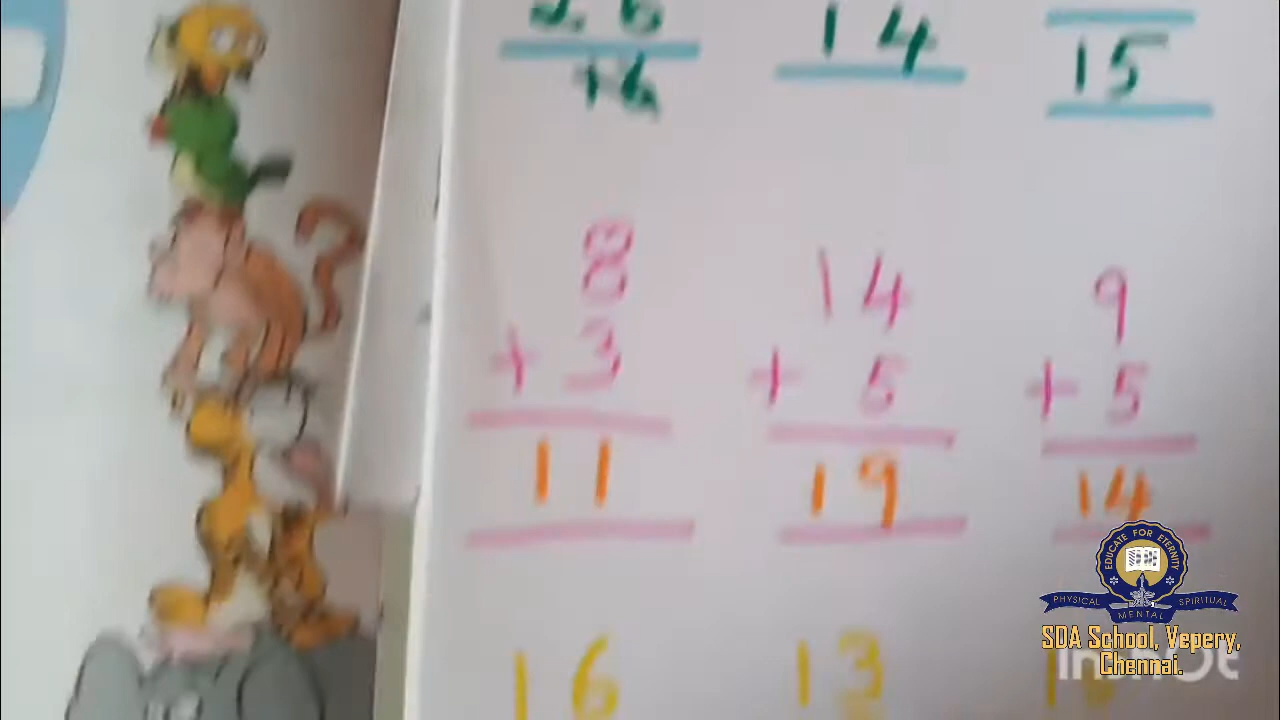 14
15
8 14 9
+ 3 + 5 + 5
11 19 14
16 13
EDUCATE FOR ETERNITY
PHYSICAL MENTAL SPIRITUAL
SDA School, Vepery,
Chennai.